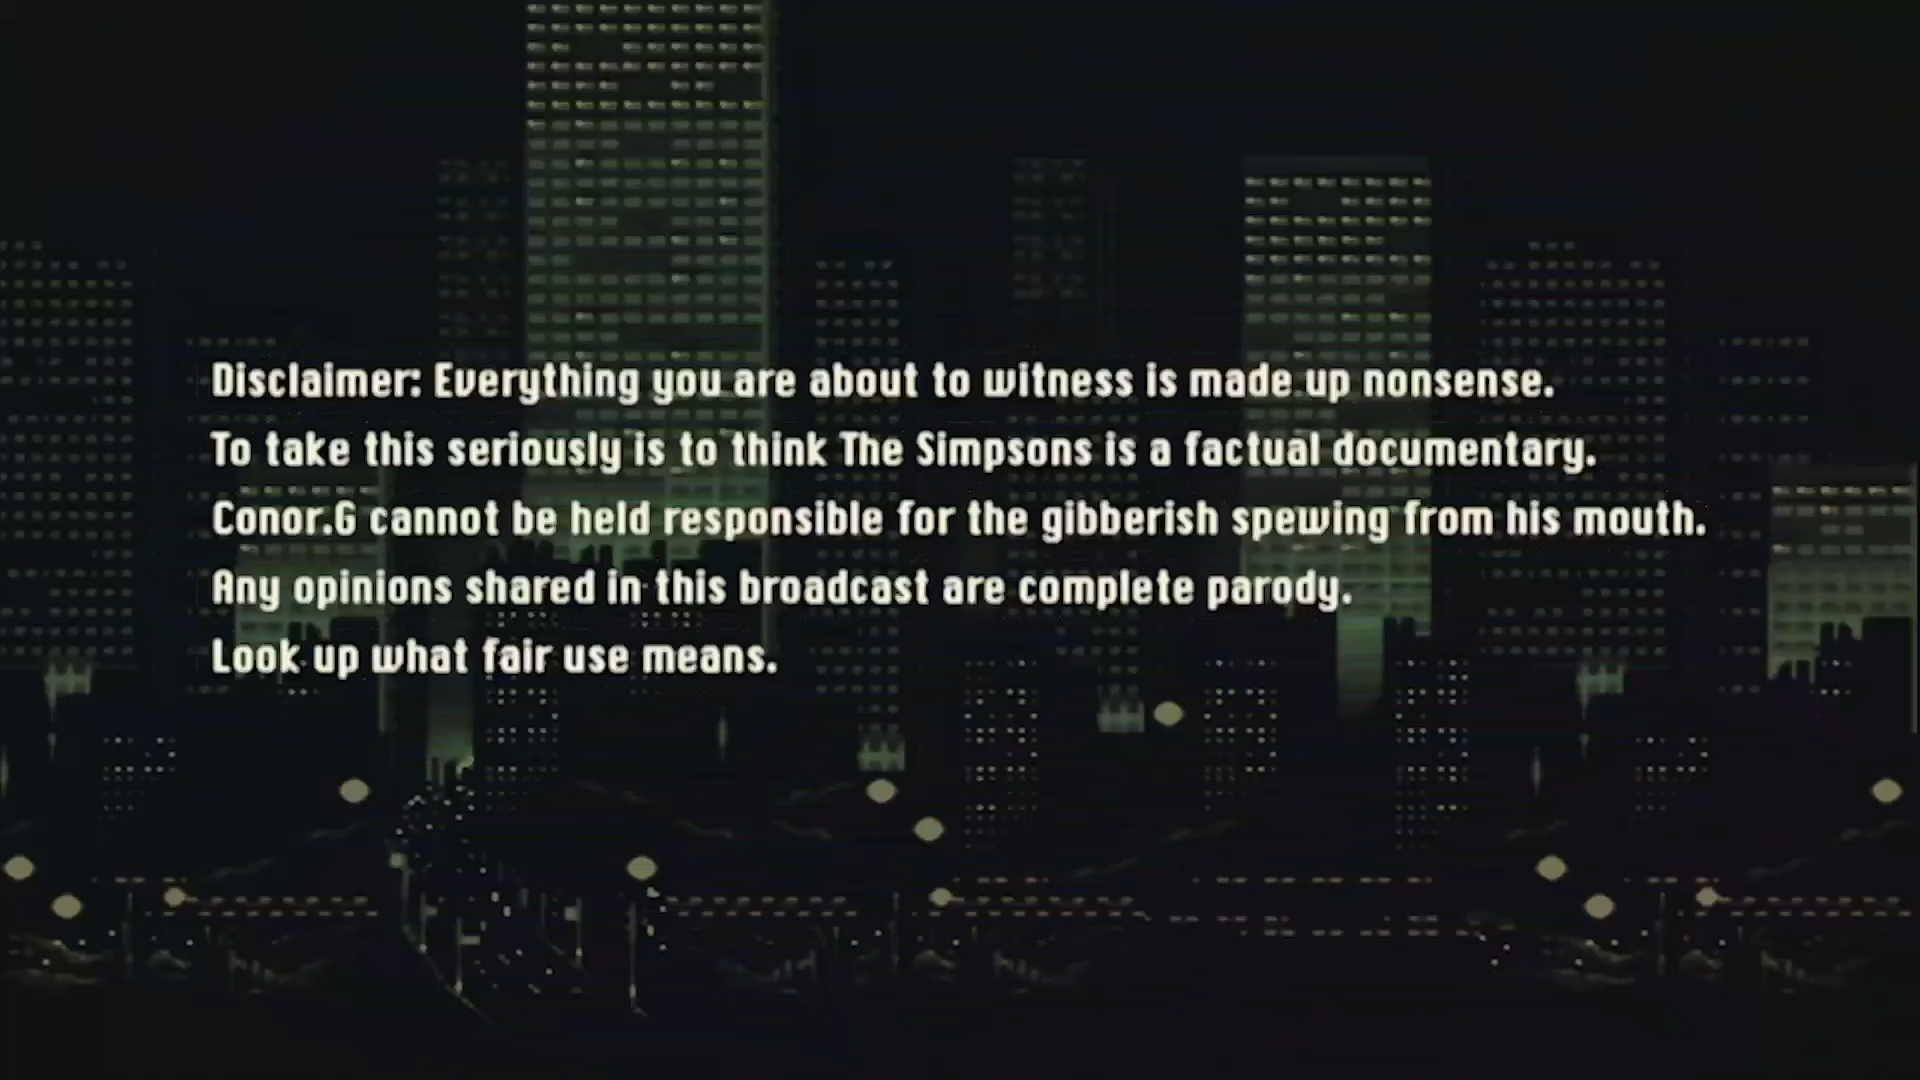 Disclaimer: Everything you are about to witness is made up nonsense.
To take this seriously is to think The Simpsons is a factual documentary.
Conor.G cannot be held responsible for the gibberish spewing from his mouth.
Any opinions shared in this broadcast are complete parody.
Look up what fair use means.